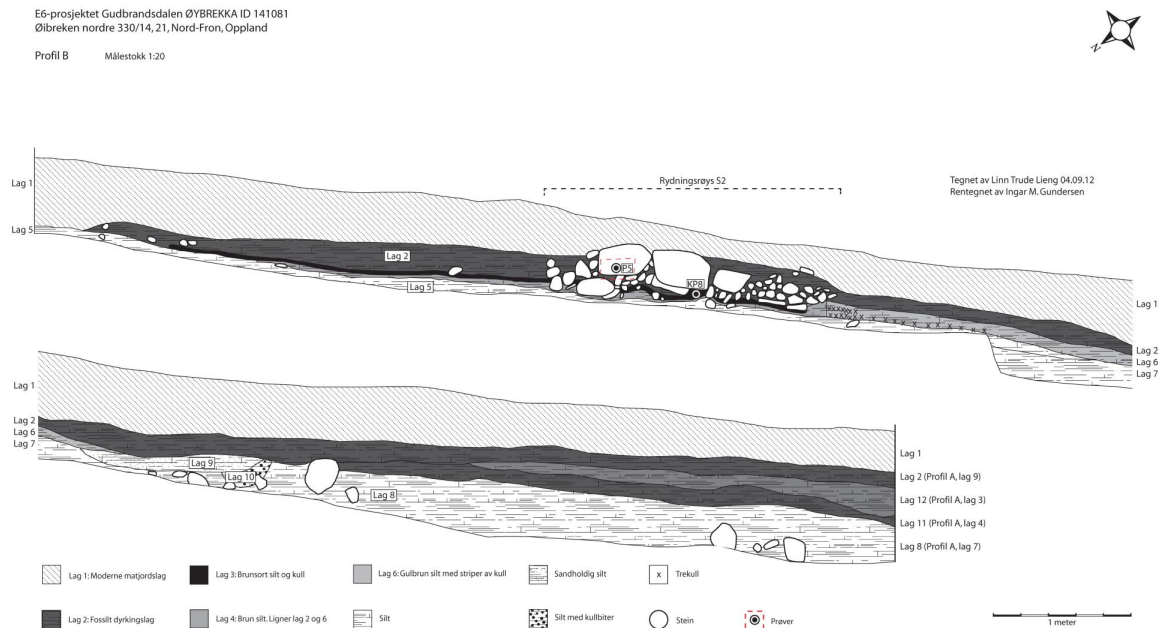 E6-prosjektet Gudbrandsdalen ØYBREKKA ID 141081
Øibreken nordre 330/14, 21, Nord-Fron, Oppland
Profil B Målestokk 1:20
N
Rydningsrøys S2
Tegnet av Linn Trude Lieng 04.09.12
Rentegnet av Ingar M. Gundersen
Lag 1
Lag 5
Lag 2
Lag 5
P5
KP8
Lag 1
Lag 2
Lag 6
Lag 7
Lag 1
Lag 2
Lag 6
Lag 7
Lag 9
Lag 10
Lag 8
Lag 1
Lag 2 (Profil A, lag 9)
Lag 12 (Profil A, lag 3)
Lag 11 (Profil A, lag 4)
Lag 8 (Profil A, lag 7)
Lag 1: Moderne matjordslag
Lag 3: Brunsort silt og kull
Lag 6: Gulbrun silt med striper av kull
Sandholdig silt
x Trekull
Lag 2: Fossilt dyrkingslag
Lag 4: Brun silt. Ligner lag 2 og 6
Silt
Silt med kullbiter
Stein
Prøver
1 meter